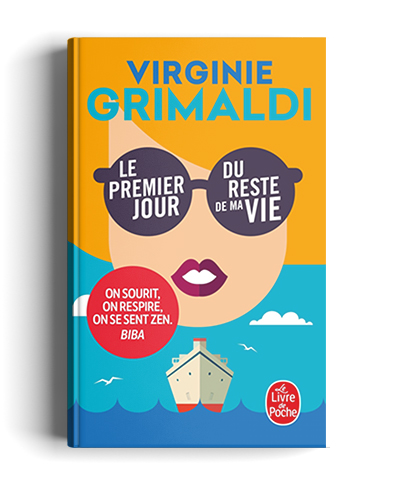 VIRGINIE
GRIMALDI
LE
PREMIER
JOUR
DU
RESTE
DE MA VIE
ON SOURIT,
ON RESPIRE,
ON SE SENT ZEN.
BIBA
Le
Livre
de
Poche